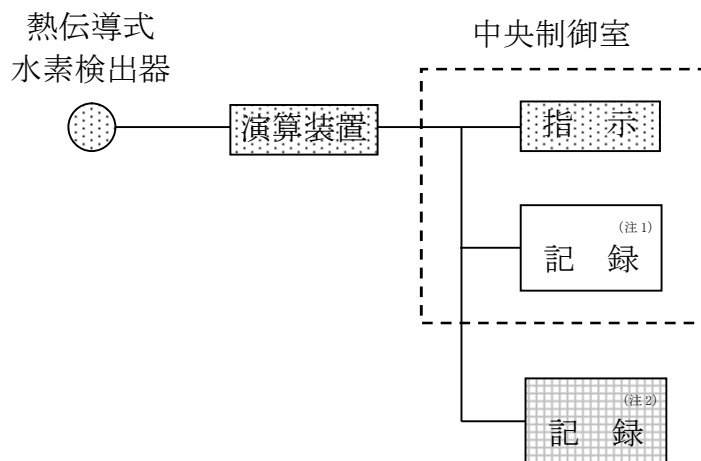 熱伝導式
水素検出器
中央制御室
演算装置
指　示
(注1)
記　録
(注2)
記　録